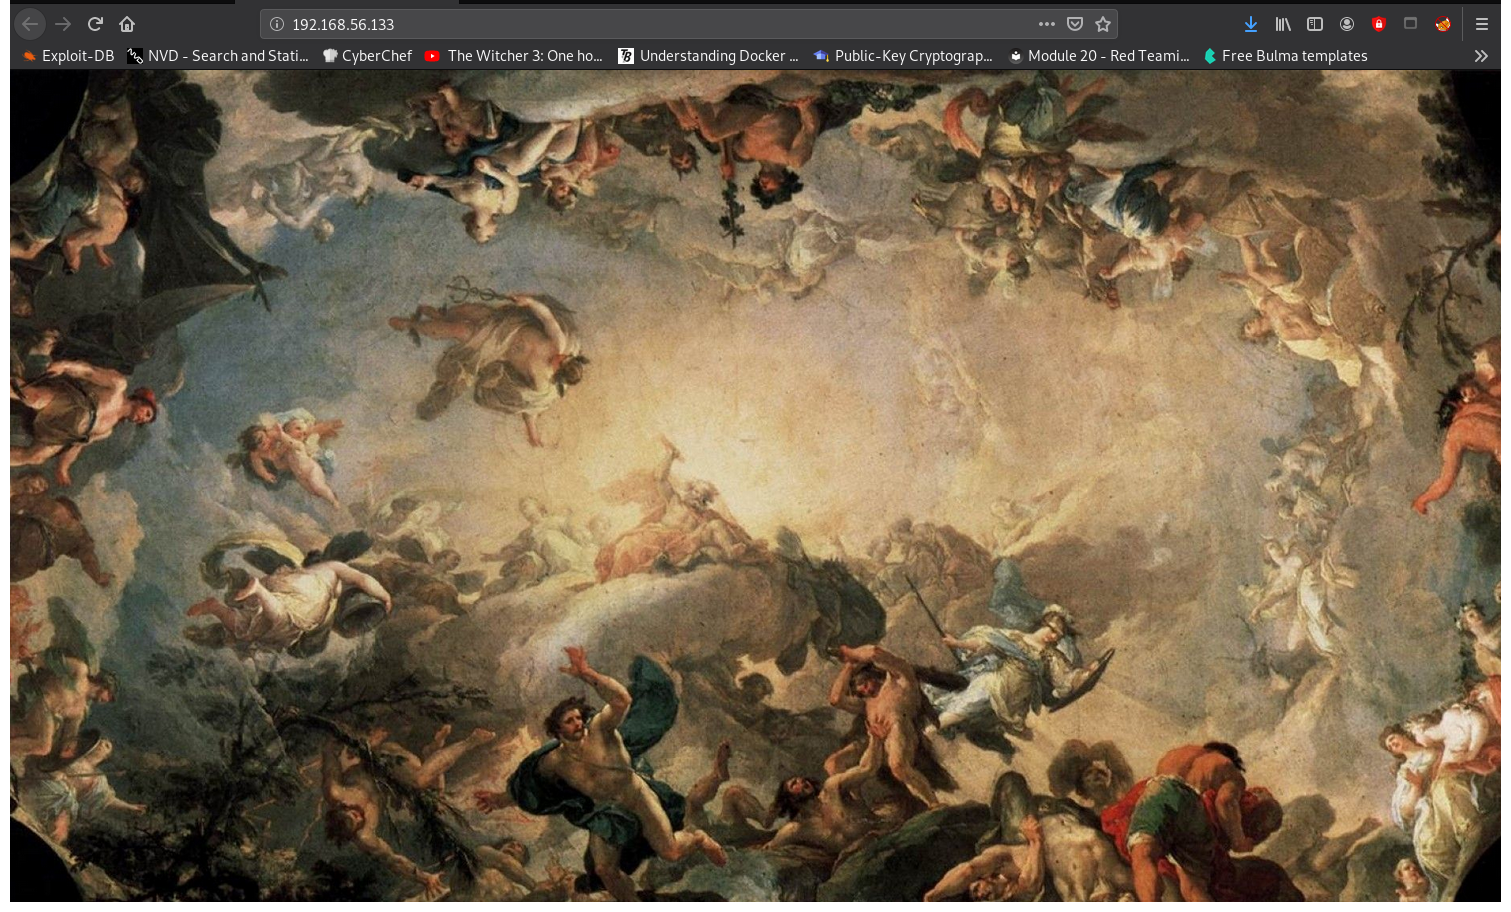 192.168.56.133
Exploit-DB NVD - Search and Stati... CyberChef The Witcher 3: One ho... Understanding Docker ... Public-Key Cryptograp... Module 20 - Red Teami... Free Bulma templates